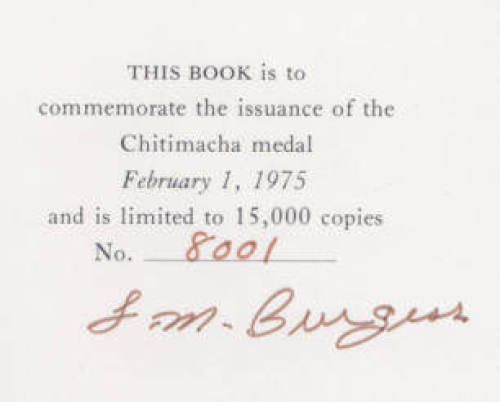 THIS BOOK is to
commemorate the issuance of the
Chitimacha medal
February 1, 1975
and is limited to 15,000 copies
No. 8001
L.M. Burgess